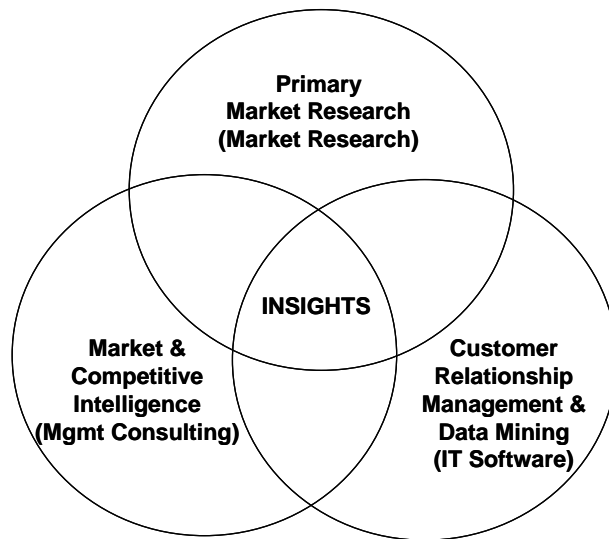 Primary
Market Research
(Market Research)
INSIGHTS
Market &
Competitive
Intelligence
(Mgmt Consulting)
Customer
Relationship
Management &
Data Mining
(IT Software)